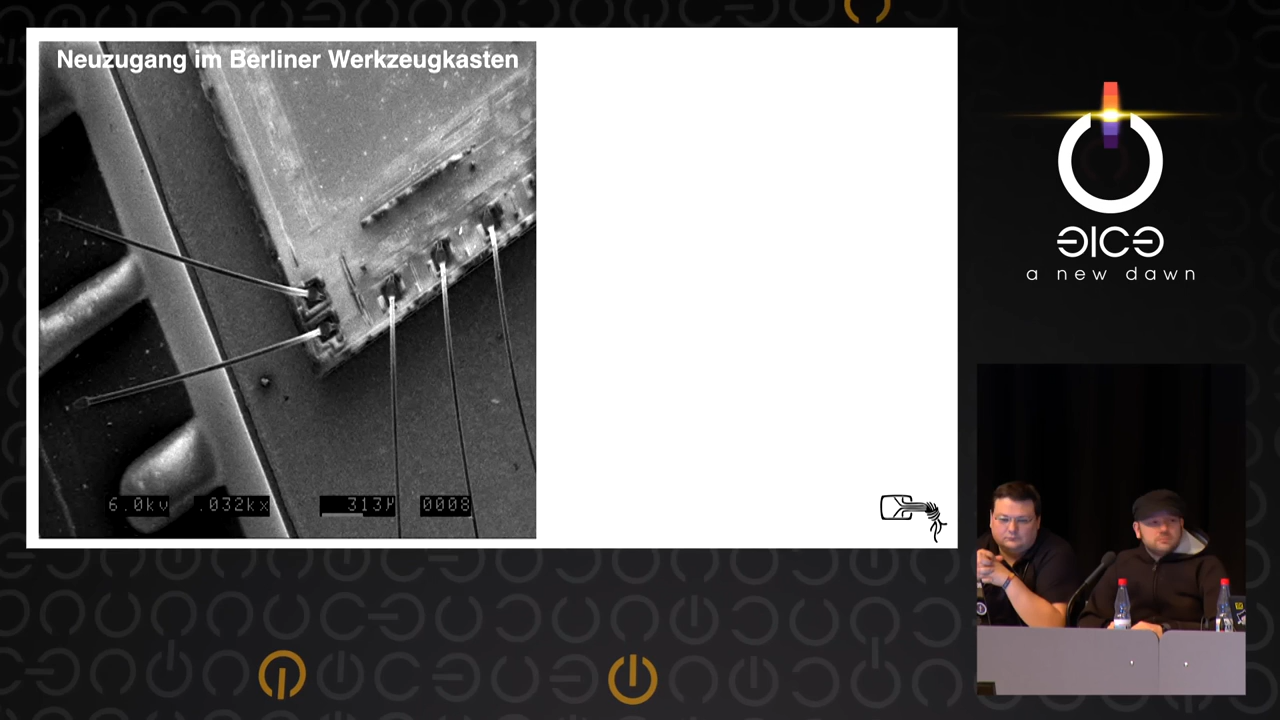 Neuzugang im Berliner Werkzeugkasten
6.0kV .032kx 313µ 0008
a new dawn